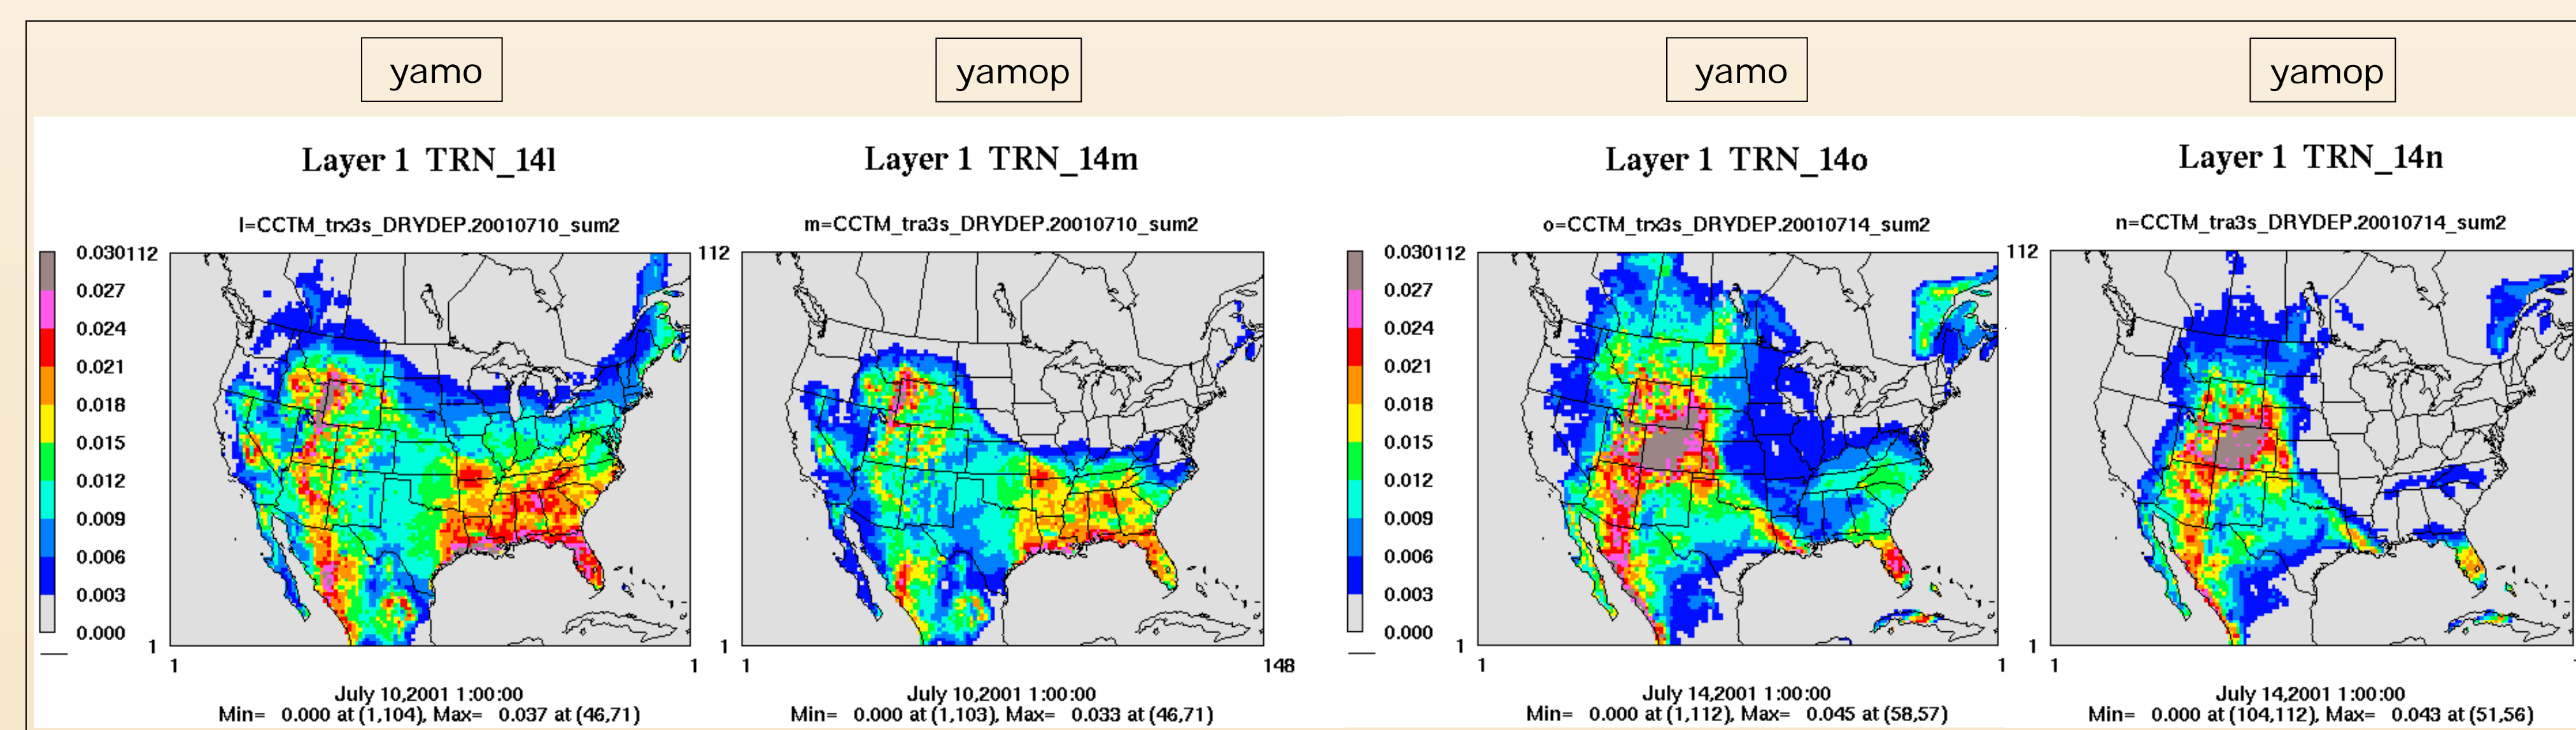 yamo
yamop
yamo
yamop
Layer 1 TRN_14l
Layer 1 TRN_14m
Layer 1 TRN_14o
Layer 1 TRN_14n
l=CCTM_trx3s_DRYDEP.20010710_sum2
m=CCTM_tra3s_DRYDEP.20010710_sum2
o=CCTM_trx3s_DRYDEP.20010714_sum2
n=CCTM_tra3s_DRYDEP.20010714_sum2
0.030
0.027
0.024
0.021
0.018
0.015
0.012
0.009
0.006
0.003
0.000
112
1
1
1
July 10,2001 1:00:00
Min= 0.000 at (1,104), Max= 0.037 at (46,71)
112
1
1
148
July 10,2001 1:00:00
Min= 0.000 at (1,103), Max= 0.033 at (46,71)
0.030
0.027
0.024
0.021
0.018
0.015
0.012
0.009
0.006
0.003
0.000
112
1
1
1
July 14,2001 1:00:00
Min= 0.000 at (1,112), Max= 0.045 at (58,57)
112
1
1
July 14,2001 1:00:00
Min= 0.000 at (104,112), Max= 0.043 at (51,56)